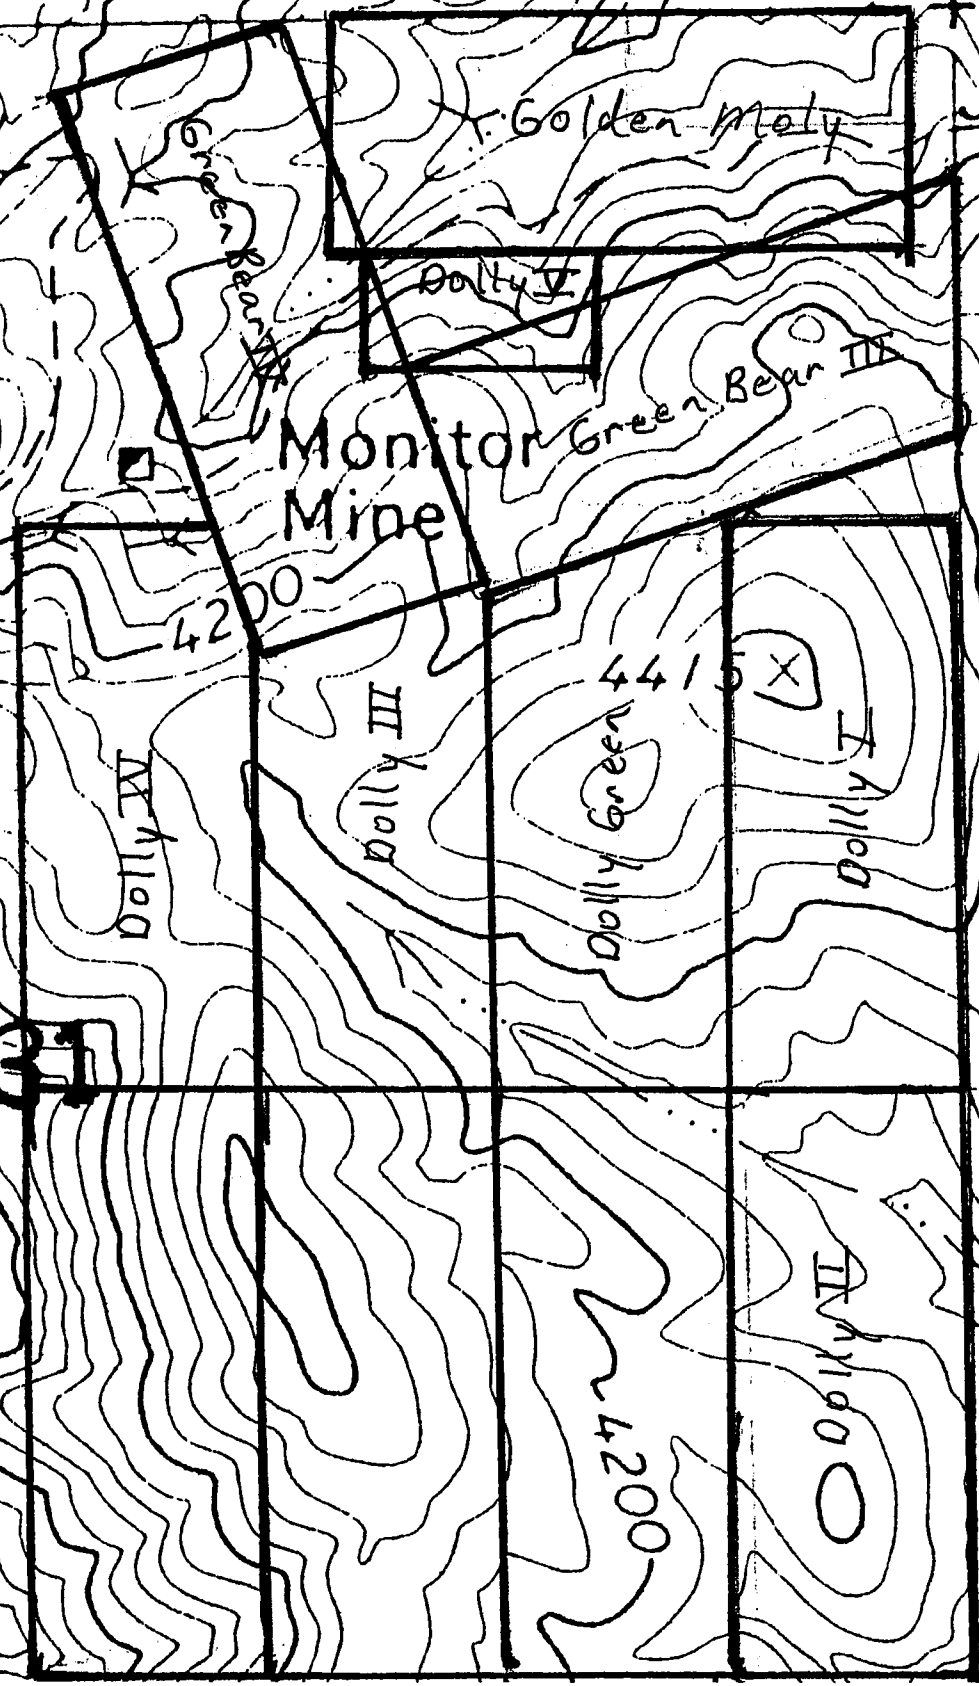 Golden Moly
Green Bear IV
Dolly V
Green Bear III
Monitor
Mine
4200
4415
Dolly III
Dolly IV
Dolly Green
Dolly I
31
Dolly II
4200